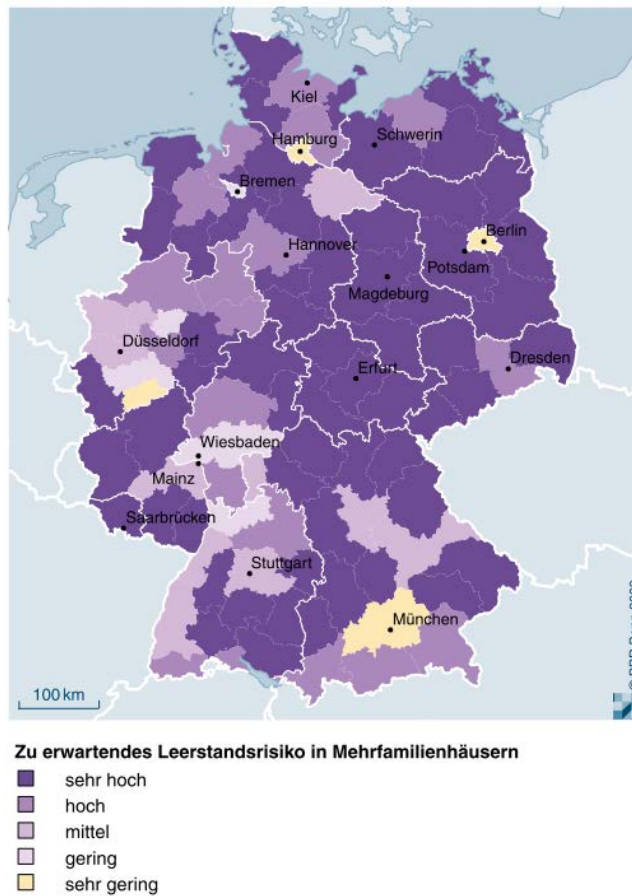 Kiel
Schwerin
Hamburg
Bremen
Berlin
Hannover
Potsdam
Magdeburg
Düsseldorf
Dresden
Erfurt
Wiesbaden
Mainz
Saarbrücken
Stuttgart
München
100 km
Zu erwartendes Leerstandsrisiko in Mehrfamilienhäusern
sehr hoch
hoch
mittel
gering
sehr gering